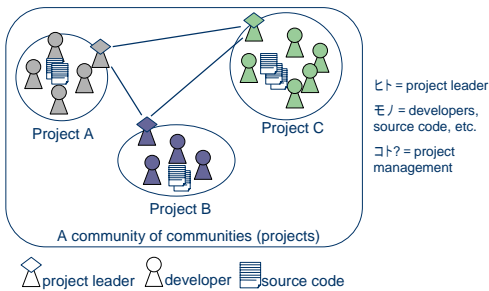 Project A
Project C
Project B
A community of communities (projects)
ヒト = project leader
モノ = developers,
source code, etc.
コト? = project
management
project leader developer source code